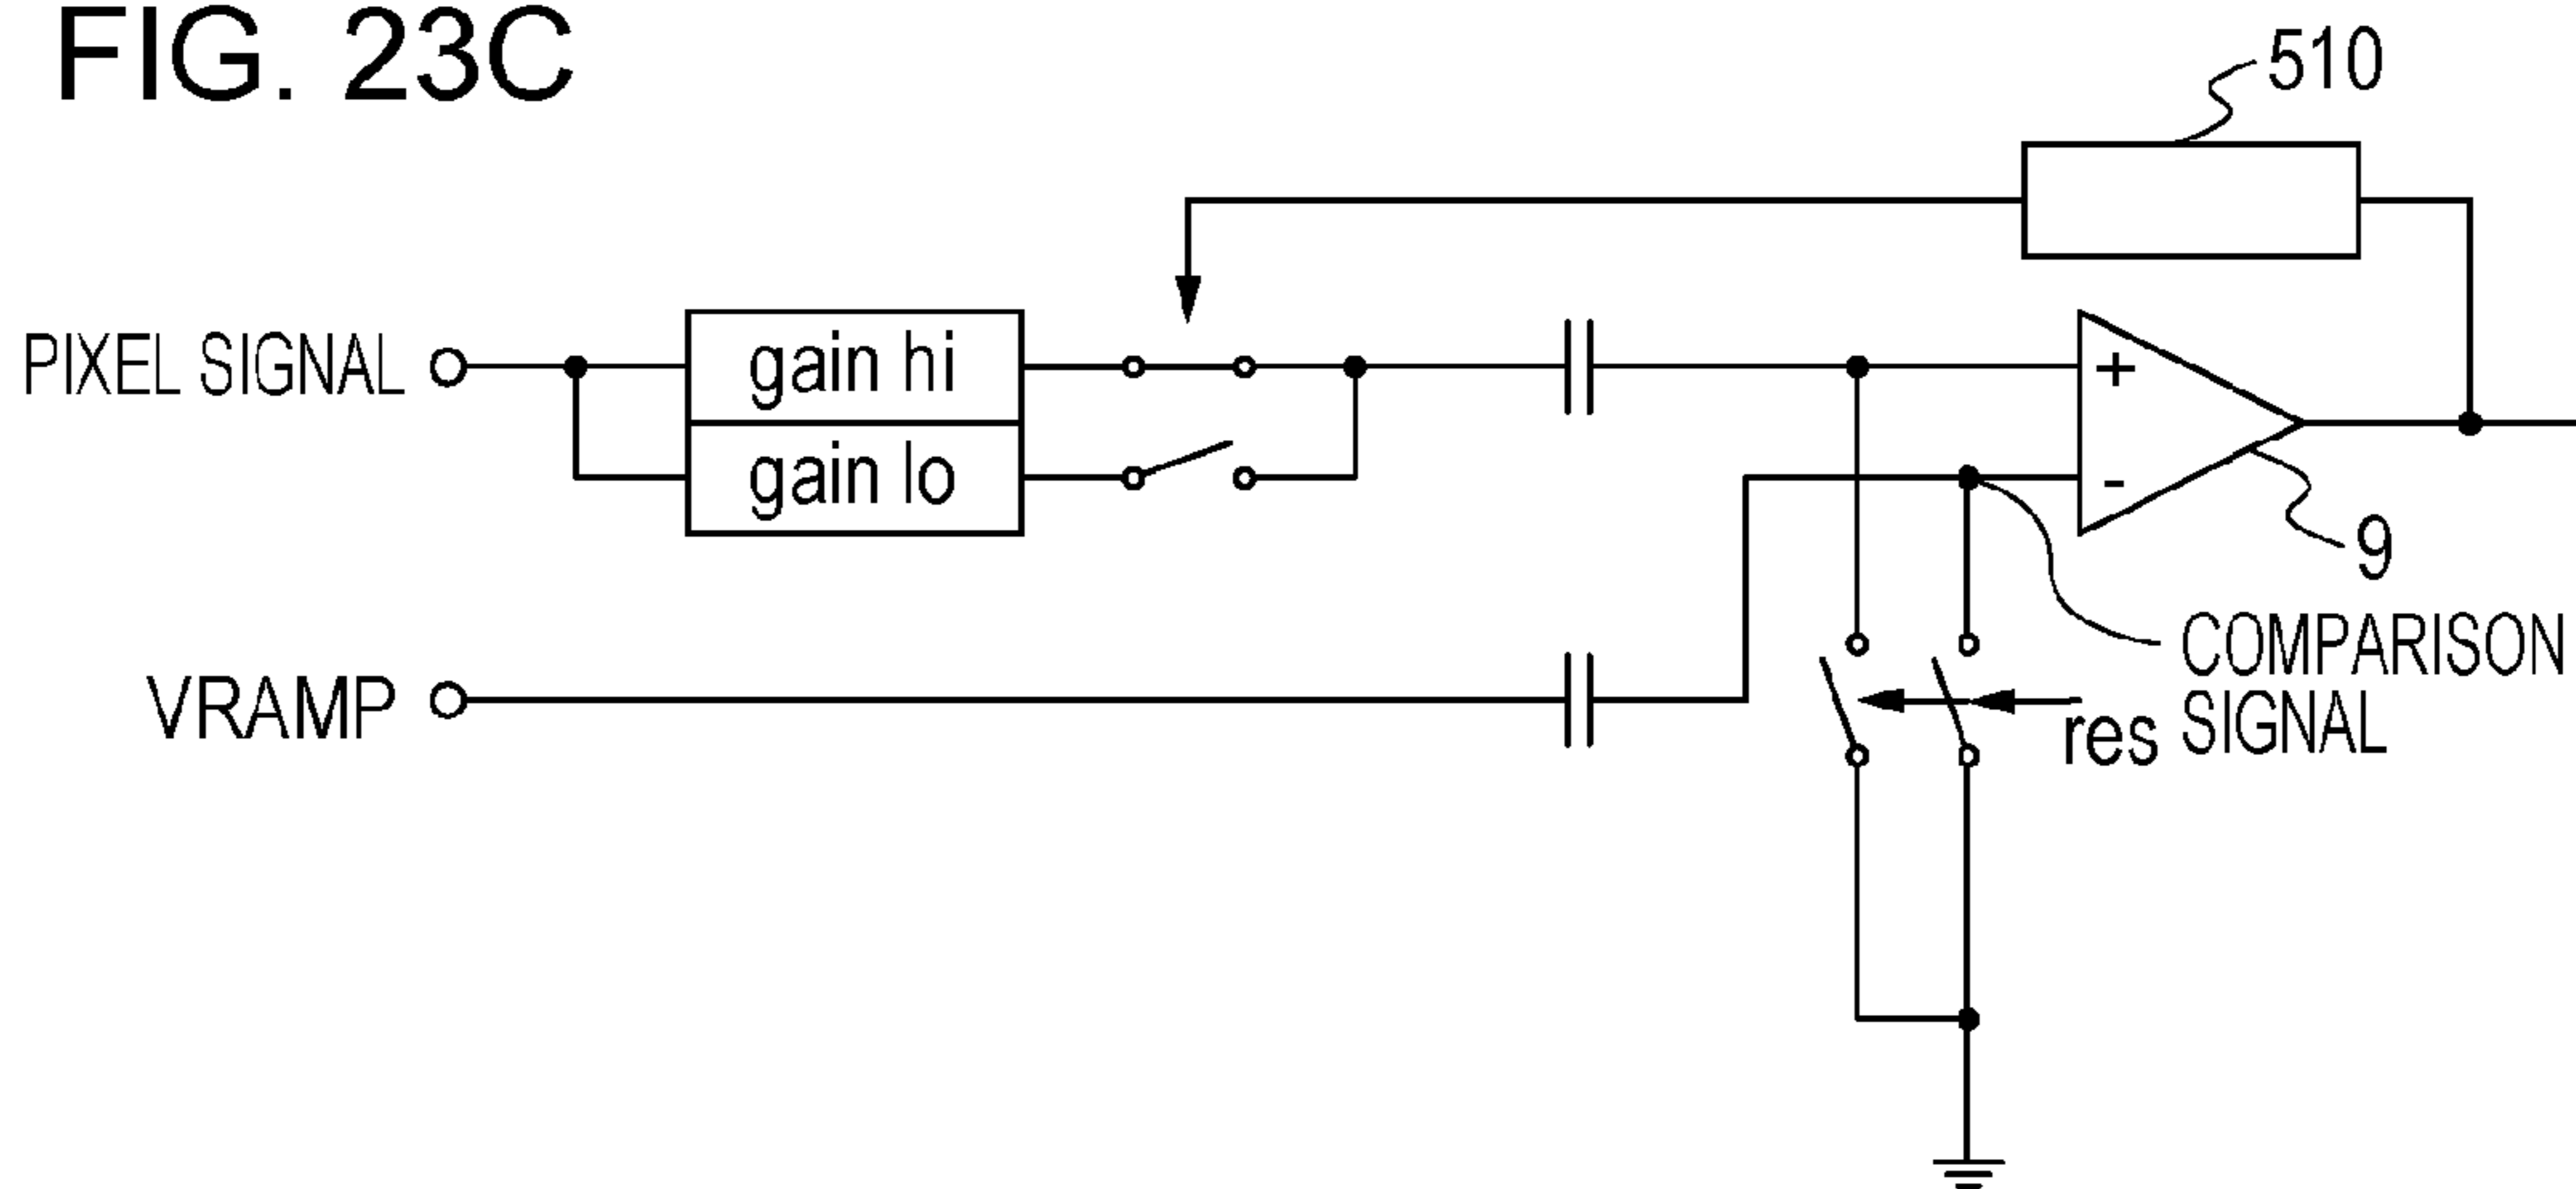 FIG. 23C
510
PIXEL SIGNAL
gain hi
+
gain lo
-
9
COMPARISON
SIGNAL
VRAMP
res